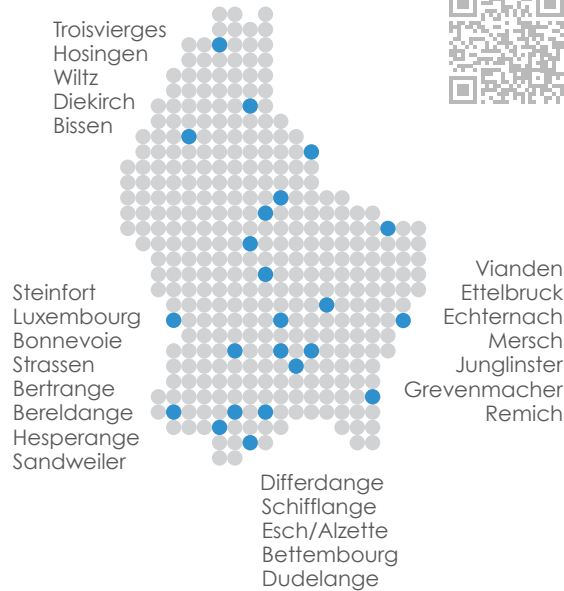 Troisvierges
Hosingen
Wiltz
Diekirch
Bissen
Steinfort
Luxembourg
Bonnevoie
Strassen
Bertrange
Bereldange
Hesperange
Sandweiler
Vianden
Ettelbruck
Echternach
Mersch
Junglinster
Grevenmacher
Remich
Differdange
Schifflange
Esch/Alzette
Bettembourg
Dudelange